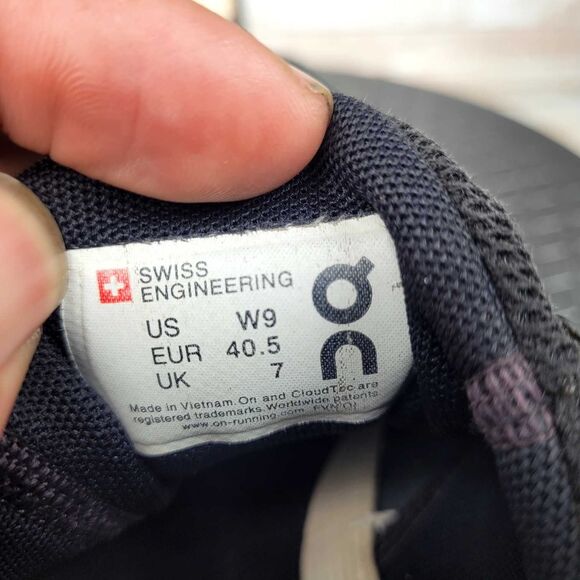 SWISS
ENGINEERING
US W9
EUR 40.5
UK 7
Made in Vietnam. On and CloudTec are
registered trademarks. Worldwide patents
www.on-running.com
On